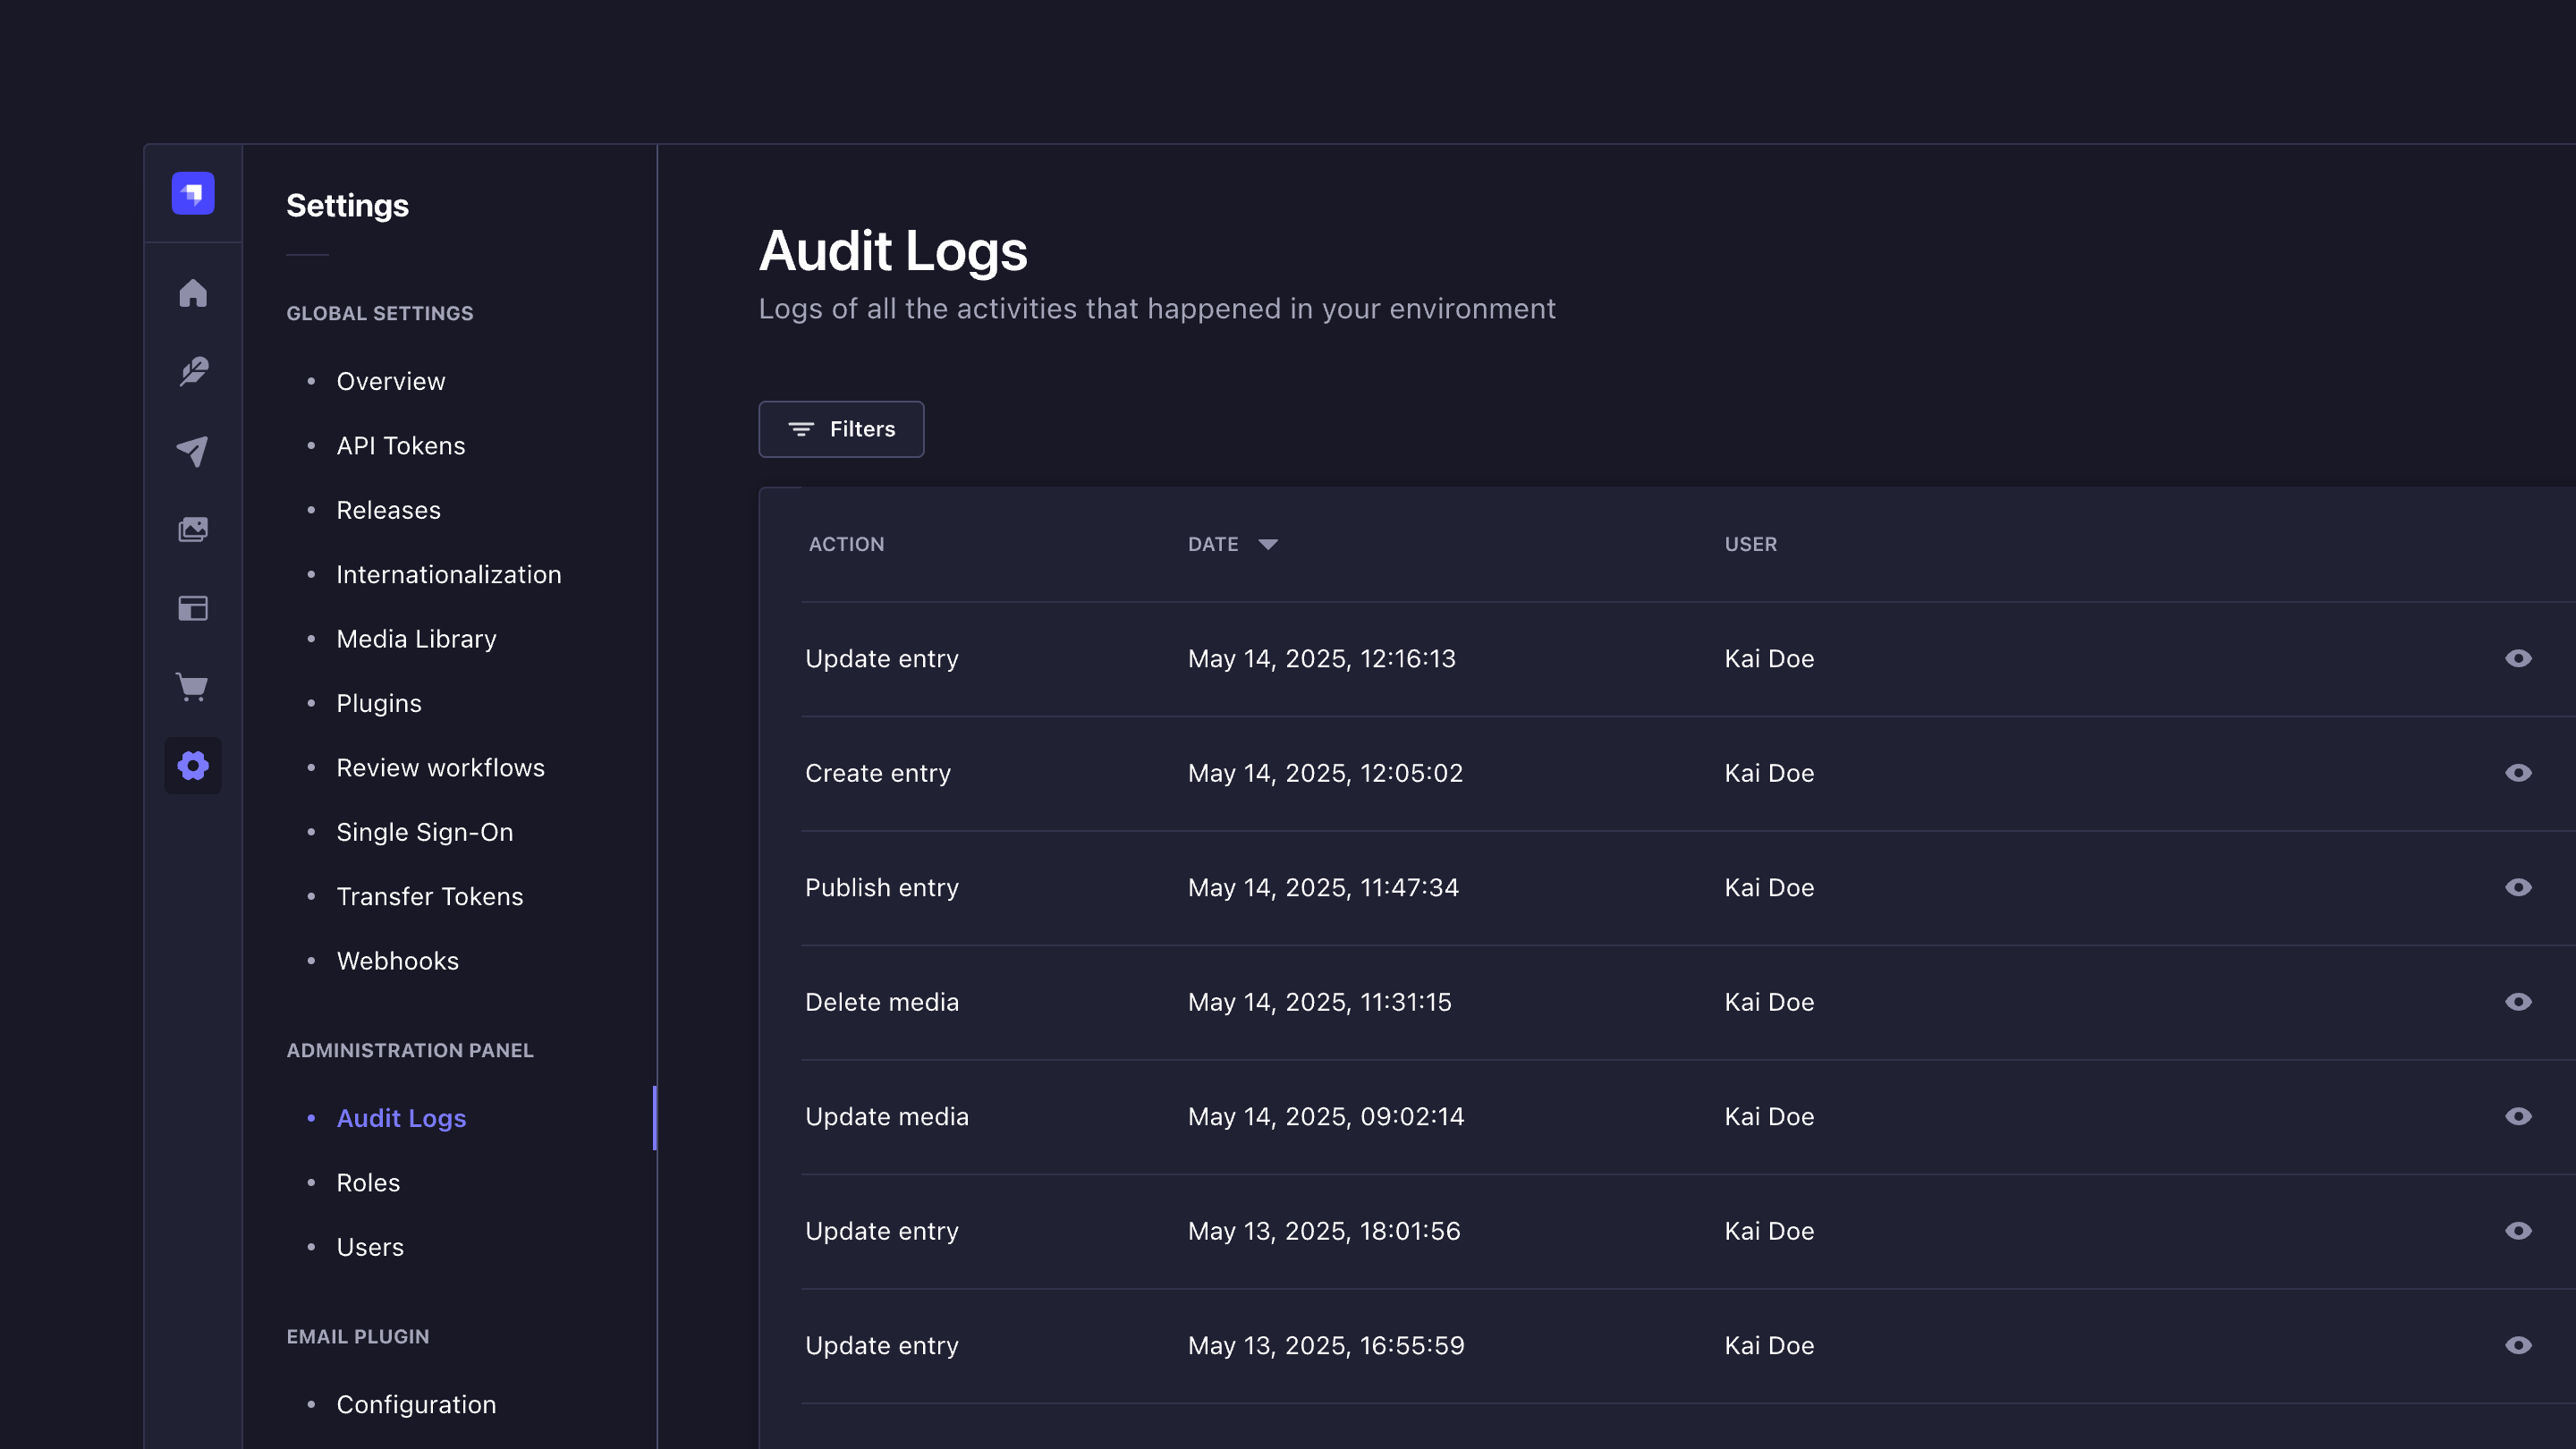 Settings
GLOBAL SETTINGS
Overview
API Tokens
Releases
Internationalization
Media Library
Plugins
Review workflows
Single Sign-On
Transfer Tokens
Webhooks
ADMINISTRATION PANEL
Audit Logs
Roles
Users
EMAIL PLUGIN
Configuration
Audit Logs
Logs of all the activities that happened in your environment
Filters
ACTION DATE USER
Update entry May 14, 2025, 12:16:13 Kai Doe
Create entry May 14, 2025, 12:05:02 Kai Doe
Publish entry May 14, 2025, 11:47:34 Kai Doe
Delete media May 14, 2025, 11:31:15 Kai Doe
Update media May 14, 2025, 09:02:14 Kai Doe
Update entry May 13, 2025, 18:01:56 Kai Doe
Update entry May 13, 2025, 16:55:59 Kai Doe